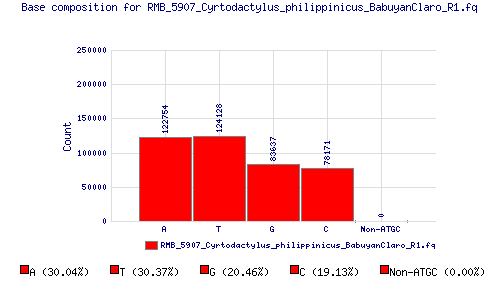 Base composition for RMB_5907_Cyrtodactylus_philippinicus_BabuyanClaro_R1.fq
250000
200000
150000
100000
50000
0
Count
122754
124128
83637
78171
0
A T G C Non-ATGC
RMB_5907_Cyrtodactylus_philippinicus_BabuyanClaro_R1.fq
A (30.04%) T (30.37%) G (20.46%) C (19.13%) Non-ATGC (0.00%)